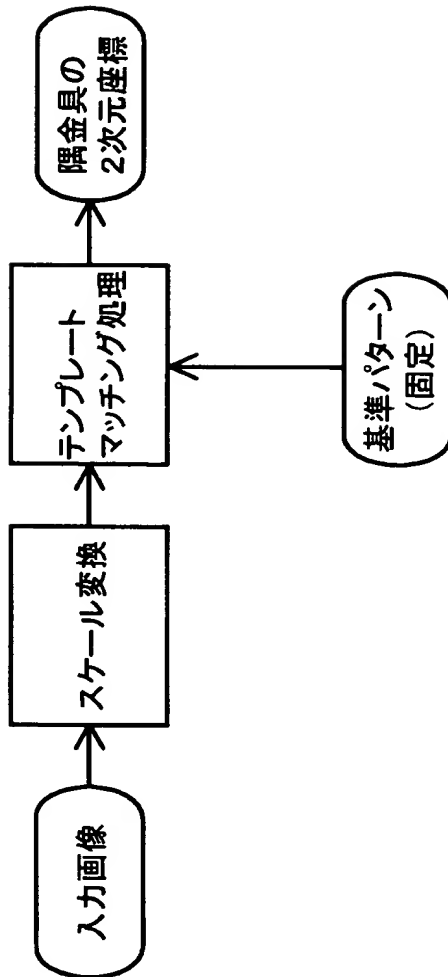 入力画像
スケール変換
テンプレート
マッチング処理
隅金具の
2次元座標
基準パターン
(固定)